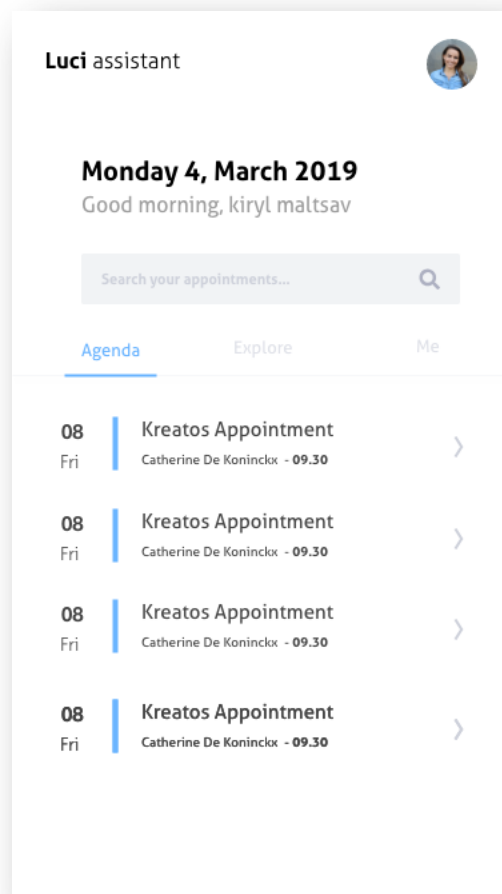 Luci assistant
Monday 4, March 2019
Good morning, kiryl maltsav
Search your appointments...
Agenda Explore Me
08 Kreatos Appointment
Fri Catherine De Koninckx - 09.30
08 Kreatos Appointment
Fri Catherine De Koninckx - 09.30
08 Kreatos Appointment
Fri Catherine De Koninckx - 09.30
08 Kreatos Appointment
Fri Catherine De Koninckx - 09.30